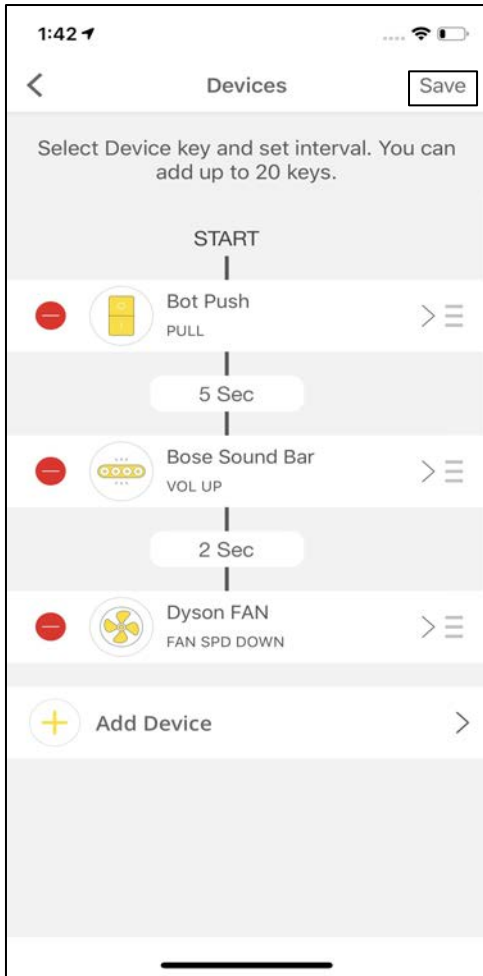 1:42
Devices
Save
Select Device key and set interval. You can
add up to 20 keys.
START
Bot Push
PULL
5 Sec
Bose Sound Bar
VOL UP
2 Sec
Dyson FAN
FAN SPD DOWN
Add Device